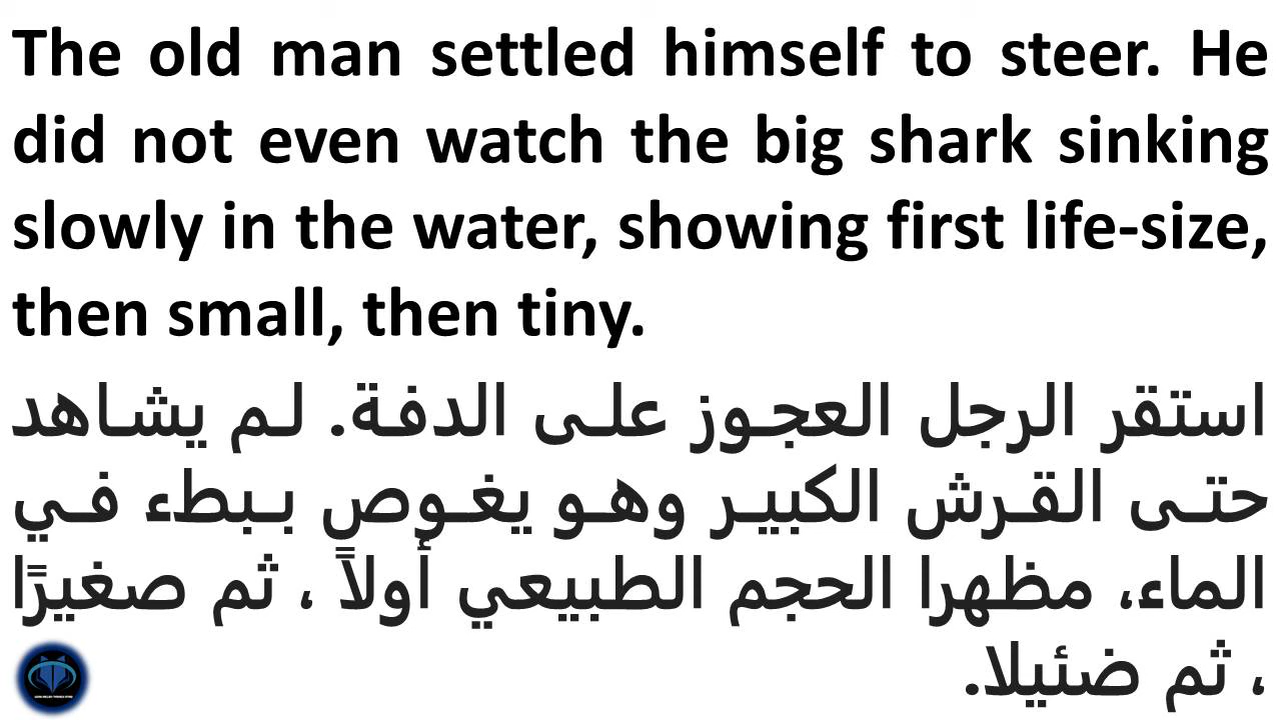 The old man settled himself to steer. He
did not even watch the big shark sinking
slowly in the water, showing first life-size,
then small, then tiny.
استقر الرجل العجوز على الدفة. لم يشاهد
حتى القرش الكبير وهو يغوص ببطء في
الماء، مظهرا الحجم الطبيعي أولاً ، ثم صغيرًا
، ثم ضئيلا.